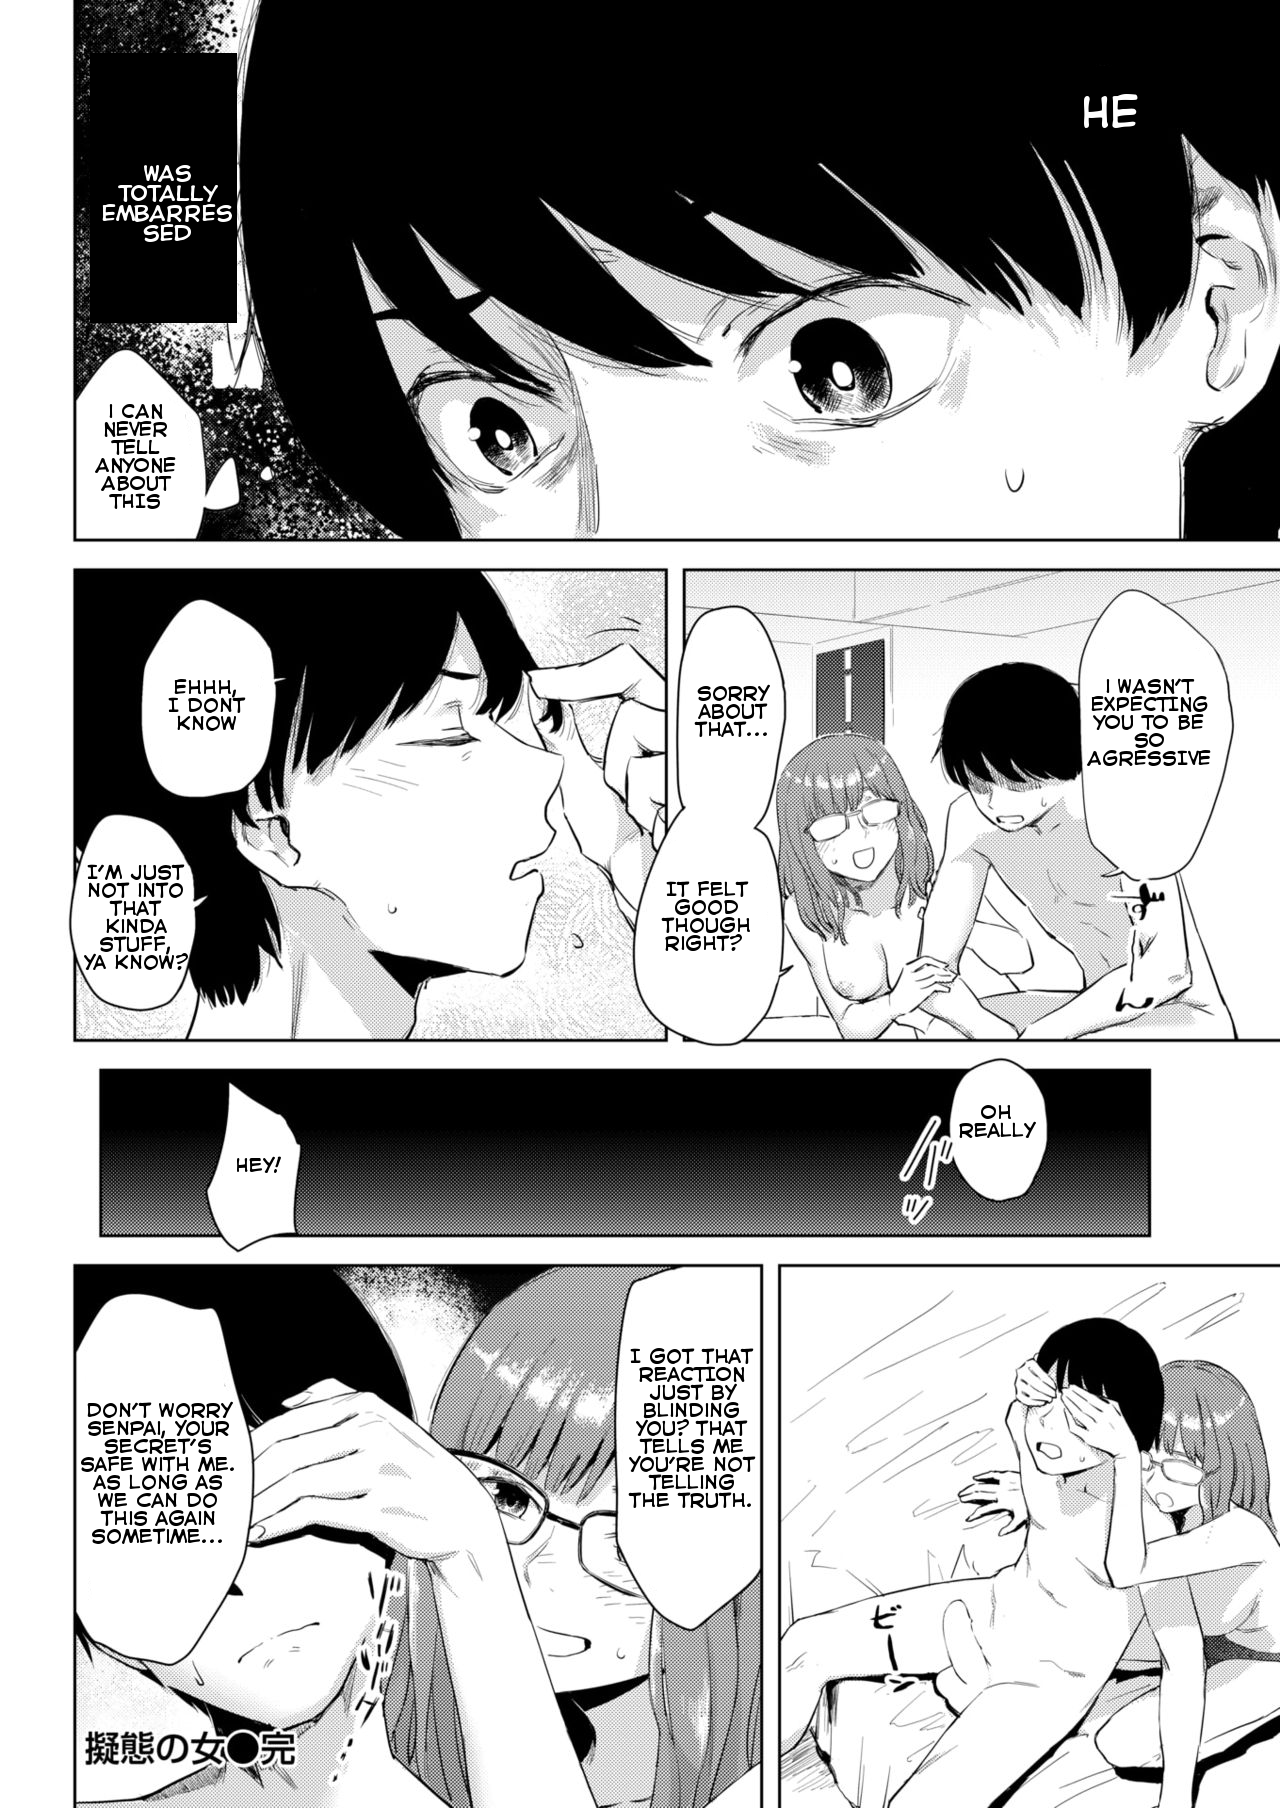 HE
WAS
TOTALLY
EMBARRES
SED
I CAN
NEVER
TELL
ANYONE
ABOUT
THIS
I WASN'T
EXPECTING
YOU TO BE
SO
AGRESSIVE
SORRY
ABOUT
THAT...
IT FELT
GOOD
THOUGH
RIGHT?
EHHH,
I DONT
KNOW
I'M JUST
NOT INTO
THAT
KINDA
STUFF,
YA KNOW?
OH
REALLY
HEY!
ビー
I GOT THAT
REACTION
JUST BY
BLINDING
YOU? THAT
TELLS ME
YOU'RE NOT
TELLING
THE TRUTH.
DON'T WORRY
SENPAI, YOUR
SECRET'S
SAFE WITH ME.
AS LONG AS
WE CAN DO
THIS AGAIN
SOMETIME...
擬態の女●完